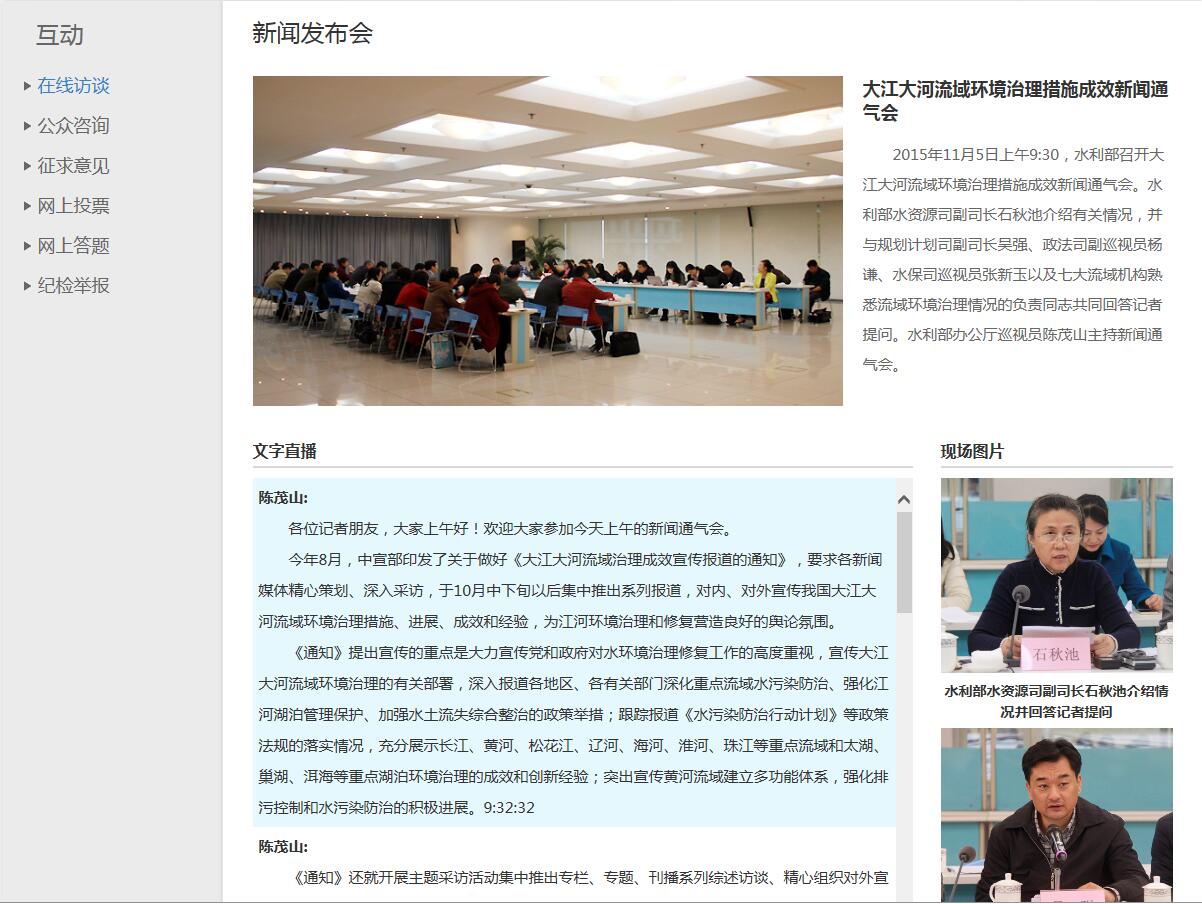 互动
在线访谈
公众咨询
征求意见
网上投票
网上答题
纪检举报
新闻发布会
大江大河流域环境治理措施成效新闻通
气会
2015年11月5日上午9:30，水利部召开大
江大河流域环境治理措施成效新闻通气会。水
利部水资源司副司长石秋池介绍有关情况，并
与规划计划司副司长吴强、政法司副巡视员杨
谦、水保司巡视员张新玉以及七大流域机构熟
悉流域环境治理情况的负责同志共同回答记者
提问。水利部办公厅巡视员陈茂山主持新闻通
气会。
文字直播
陈茂山:
各位记者朋友，大家上午好！欢迎大家参加今天上午的新闻通气会。
今年8月，中宣部印发了关于做好《大江大河流域治理成效宣传报道的通知》，要求各新闻
媒体精心策划、深入采访，于10月中下旬以后集中推出系列报道，对内、对外宣传我国大江大
河流域环境治理措施、进展、成效和经验，为江河环境治理和修复营造良好的舆论氛围。
《通知》提出宣传的重点是大力宣传党和政府对水环境治理修复工作的高度重视，宣传大江
大河流域环境治理的有关部署，深入报道各地区、各有关部门深化重点流域水污染防治、强化江
河湖泊管理保护、加强水土流失综合整治的政策举措；跟踪报道《水污染防治行动计划》等政策
法规的落实情况，充分展示长江、黄河、松花江、辽河、海河、淮河、珠江等重点流域和太湖、
巢湖、洱海等重点湖泊环境治理的成效和创新经验；突出宣传黄河流域建立多功能体系，强化排
污控制和水污染防治的积极进展。9:32:32
陈茂山:
《通知》还就开展主题采访活动集中推出专栏、专题、刊播系列综述访谈、精心组织对外宣
现场图片
石秋池
水利部水资源司副司长石秋池介绍情
况并回答记者提问